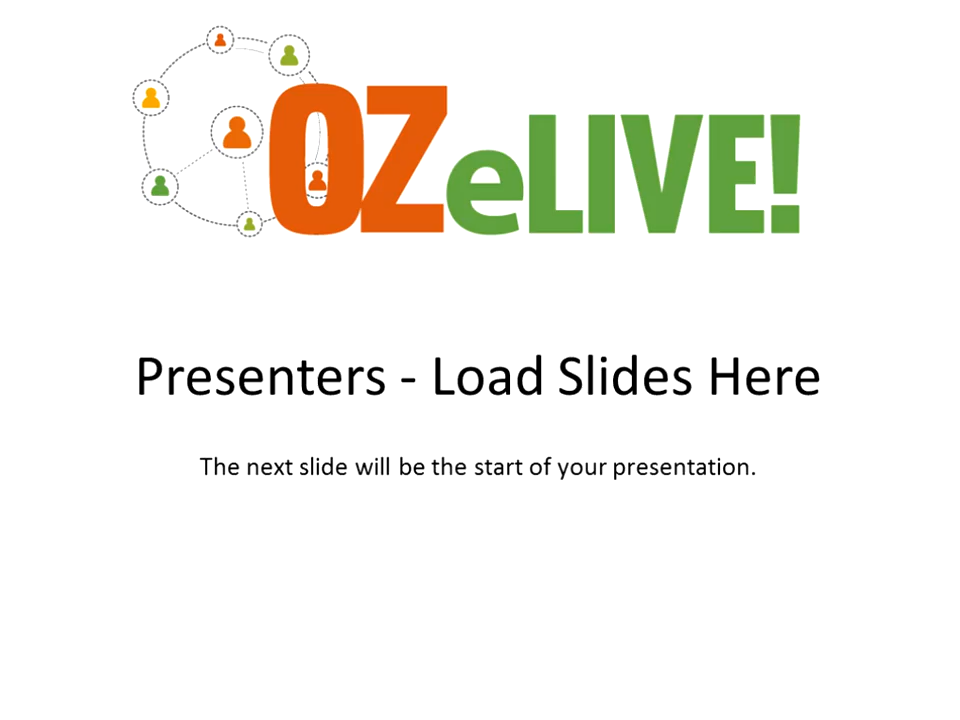 OZeLIVE!
Presenters - Load Slides Here
The next slide will be the start of your presentation.